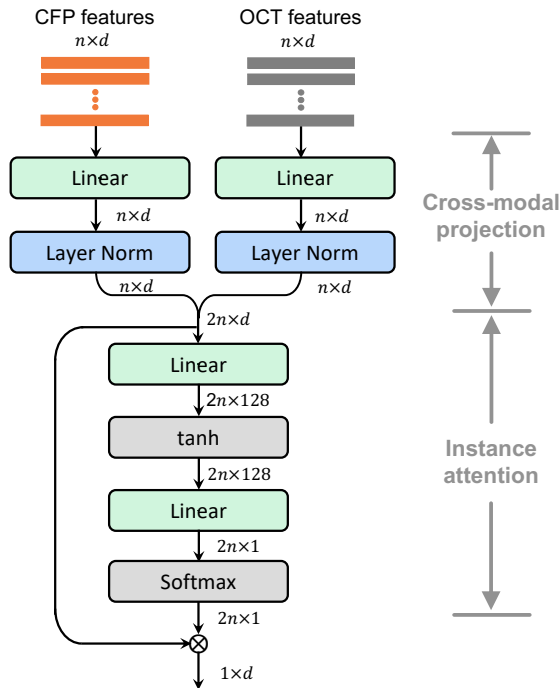 CFP features
OCT features
n×d
n×d
Linear
Linear
n×d
n×d
Layer Norm
Layer Norm
n×d
n×d
Cross-modal
projection
2n×d
Linear
2n×128
tanh
2n×128
Linear
2n×1
Softmax
2n×1
1×d
Instance
attention